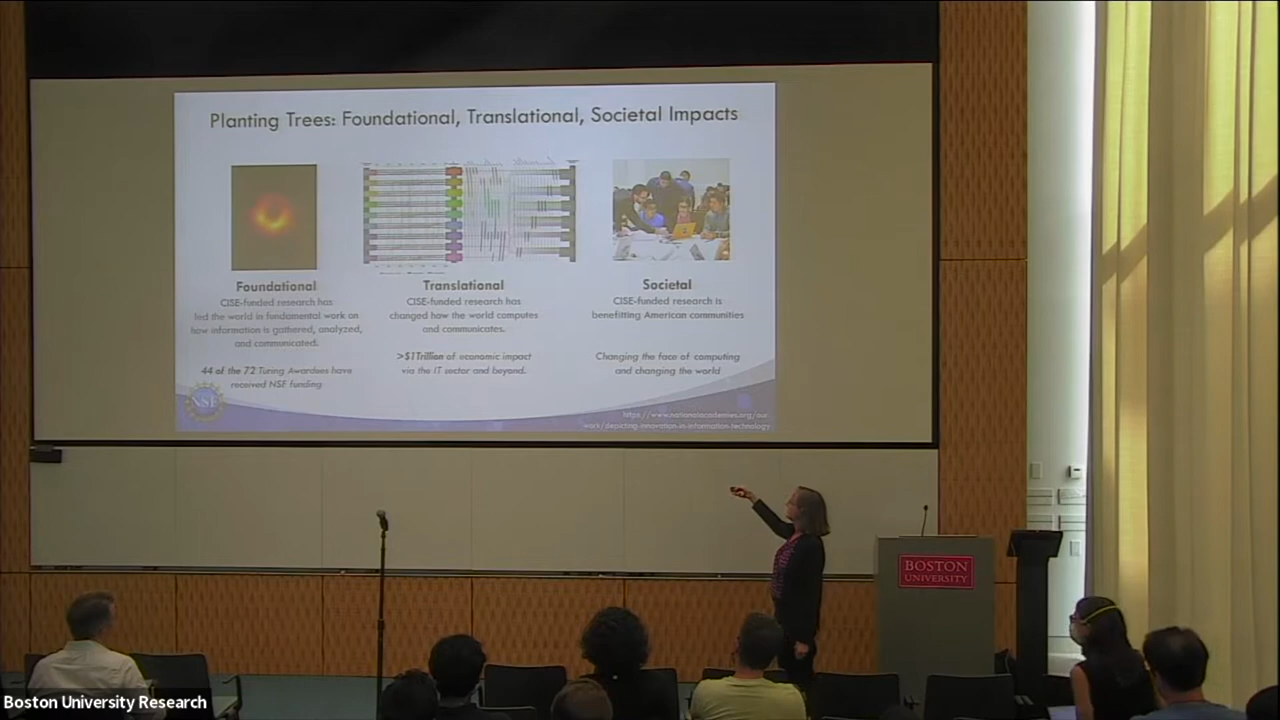 Planting Trees: Foundational, Translational, Societal Impacts
Foundational
CISE-funded research has
led the world in fundamental work on
how information is gathered, analyzed,
and communicated.
44 of the 72 Turing Awardees have
received NSF funding
Translational
CISE-funded research has
changed how the world computes
and communicates.
>$1Trillion of economic impact
via the IT sector and beyond.
Societal
CISE-funded research is
benefitting American communities
Changing the face of computing
and changing the world
NSF
https://www.nationalacademies.org/our-
work/depicting-innovation-in-information-technology
BOSTON
UNIVERSITY
Boston University Research